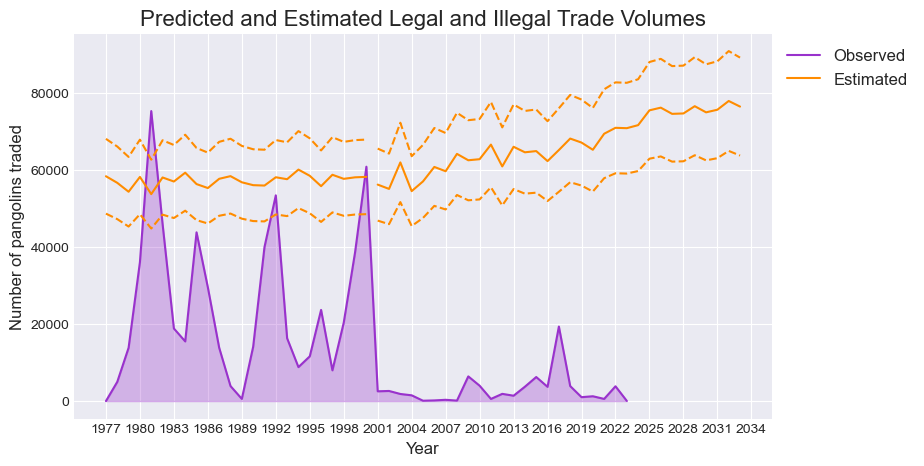 Predicted and Estimated Legal and Illegal Trade Volumes
Observed
Estimated
Number of pangolins traded
80000
60000
40000
20000
0
1977 1980 1983 1986 1989 1992 1995 1998 2001 2004 2007 2010 2013 2016 2019 2022 2025 2028 2031 2034
Year